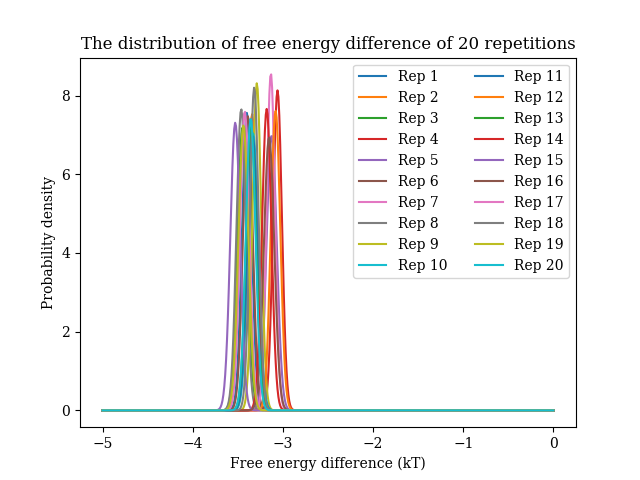 The distribution of free energy difference of 20 repetitions
Probability density
8
6
4
2
0
Rep 1
Rep 2
Rep 3
Rep 4
Rep 5
Rep 6
Rep 7
Rep 8
Rep 9
Rep 10
Rep 11
Rep 12
Rep 13
Rep 14
Rep 15
Rep 16
Rep 17
Rep 18
Rep 19
Rep 20
−5 −4 −3 −2 −1 0
Free energy difference (kT)